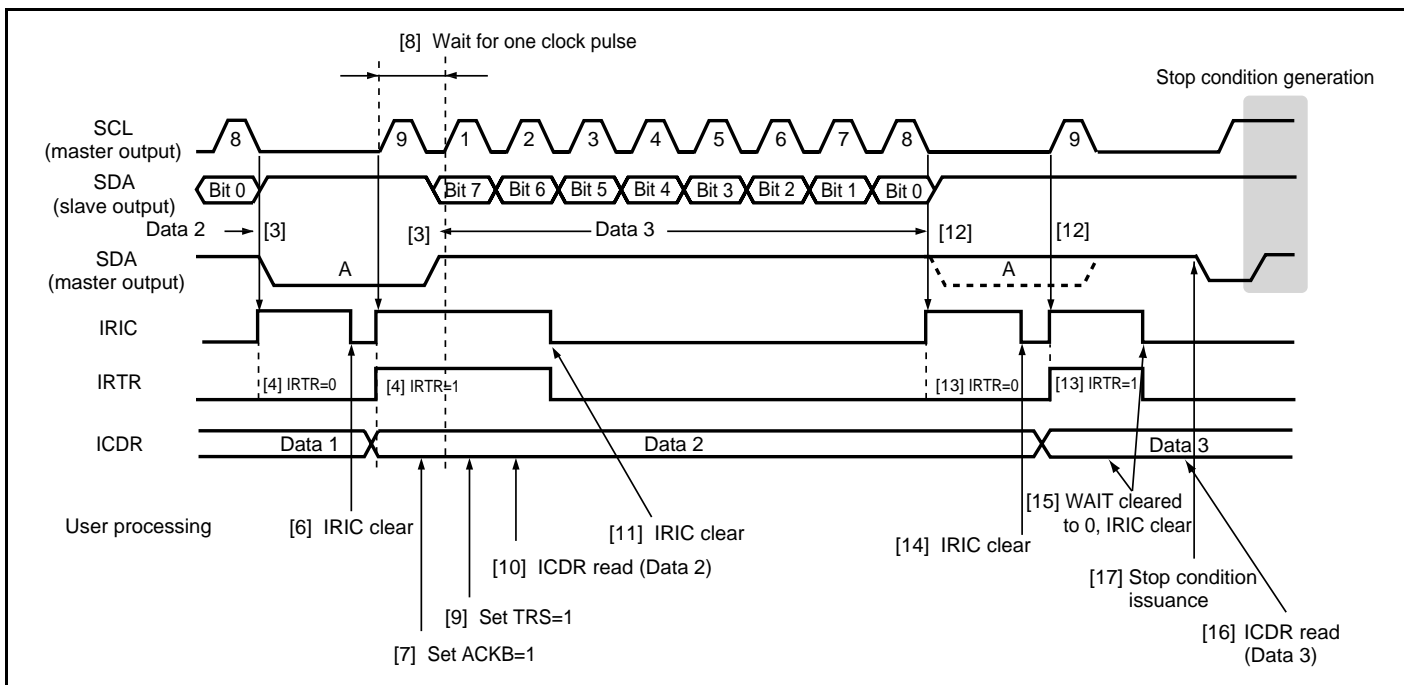 [8] Wait for one clock pulse
Stop condition generation
SCL
(master output)
8 9 1 2 3 4 5 6 7 8 9
SDA
(slave output)
Bit 0 Bit 7 Bit 6 Bit 5 Bit 4 Bit 3 Bit 2 Bit 1 Bit 0
Data 2 [3] [3] Data 3 [12] [12]
SDA
(master output)
A A
IRIC
IRTR
[4] IRTR=0 [4] IRTR=1 [13] IRTR=0 [13] IRTR=1
ICDR
Data 1 Data 2 Data 3
User processing
[6] IRIC clear
[11] IRIC clear
[14] IRIC clear
[15] WAIT cleared
to 0, IRIC clear
[10] ICDR read (Data 2)
[17] Stop condition
issuance
[9] Set TRS=1
[16] ICDR read
(Data 3)
[7] Set ACKB=1